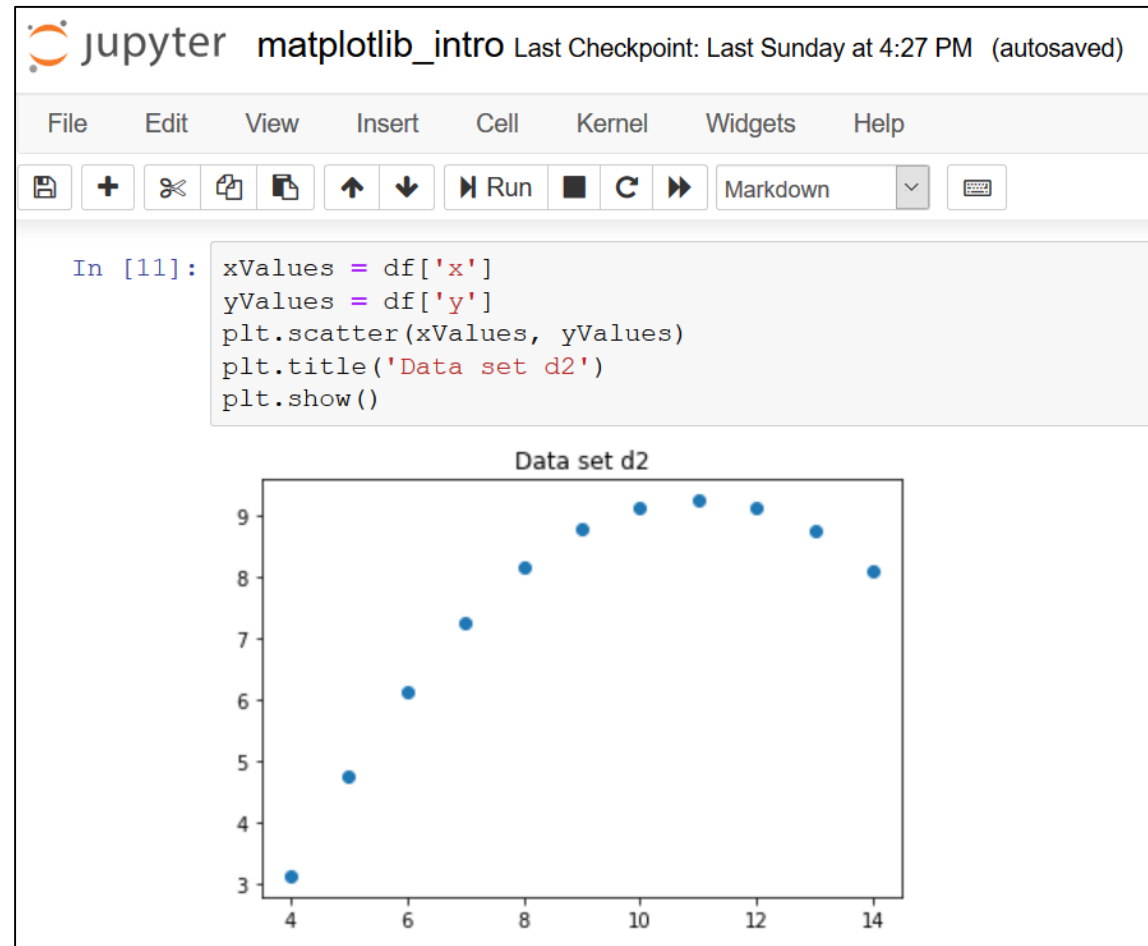 jupyter matplotlib_intro Last Checkpoint: Last Sunday at 4:27 PM (autosaved)
File Edit View Insert Cell Kernel Widgets Help
Run Markdown
In [11]: xValues = df['x']
yValues = df['y']
plt.scatter(xValues, yValues)
plt.title('Data set d2')
plt.show()
Data set d2
9
8
7
6
5
4
3
4 6 8 10 12 14